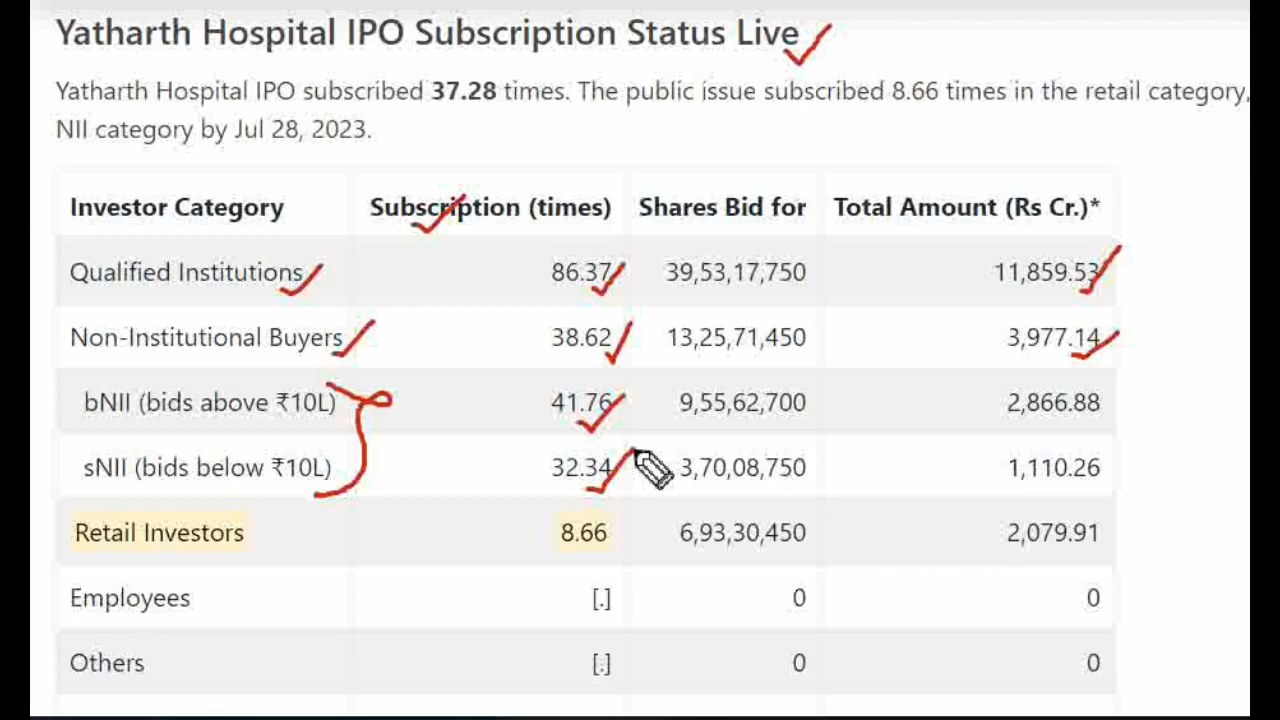 Yatharth Hospital IPO Subscription Status Live
Yatharth Hospital IPO subscribed 37.28 times. The public issue subscribed 8.66 times in the retail category,
NII category by Jul 28, 2023.
Investor Category Subscription (times) Shares Bid for Total Amount (Rs Cr.)*
Qualified Institutions 86.37 39,53,17,750 11,859.53
Non-Institutional Buyers 38.62 13,25,71,450 3,977.14
bNII (bids above ₹10L) 41.76 9,55,62,700 2,866.88
sNII (bids below ₹10L) 32.34 3,70,08,750 1,110.26
Retail Investors 8.66 6,93,30,450 2,079.91
Employees [.] 0 0
Others [.] 0 0